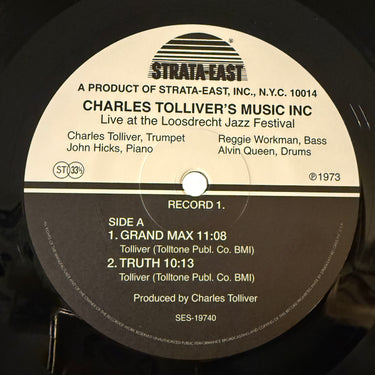 STRATA-EAST
A PRODUCT OF STRATA-EAST, INC., N.Y.C. 10014
CHARLES TOLLIVER'S MUSIC INC
Live at the Loosdrecht Jazz Festival
Charles Tolliver, Trumpet
Reggie Workman, Bass
John Hicks, Piano
Alvin Queen, Drums
ST 33⅓
℗1973
RECORD 1.
SIDE A
1. GRAND MAX 11:08
Tolliver (Tolltone Publ. Co. BMI)
2. TRUTH 10:13
Tolliver (Tolltone Publ. Co. BMI)
Produced by Charles Tolliver
SES-19740